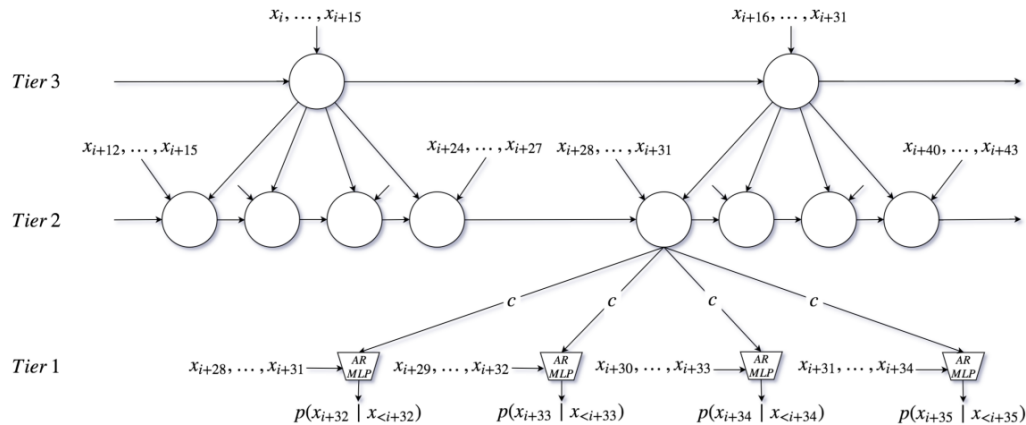 x_i, … , x_{i+15} x_{i+16}, … , x_{i+31}
Tier 3
x_{i+12}, … , x_{i+15} x_{i+24}, … , x_{i+27} x_{i+28}, … , x_{i+31} x_{i+40}, … , x_{i+43}
Tier 2
c c c c
Tier 1 x_{i+28}, … , x_{i+31} AR MLP x_{i+29}, … , x_{i+32} AR MLP x_{i+30}, … , x_{i+33} AR MLP x_{i+31}, … , x_{i+34} AR MLP
p(x_{i+32} | x_{<i+32}) p(x_{i+33} | x_{<i+33}) p(x_{i+34} | x_{<i+34}) p(x_{i+35} | x_{<i+35})